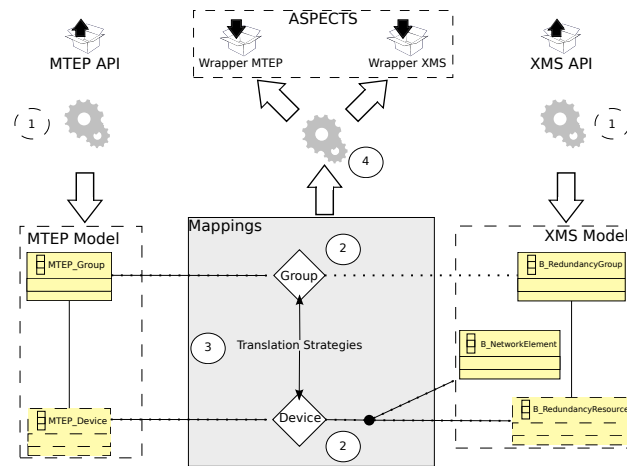 ASPECTS
MTEP API
Wrapper MTEP
Wrapper XMS
XMS API
1
1
4
MTEP Model
Mappings
XMS Model
MTEP_Group
2
Group
B_RedundancyGroup
3
Translation Strategies
B_NetworkElement
MTEP_Device
Device
B_RedundancyResource
2